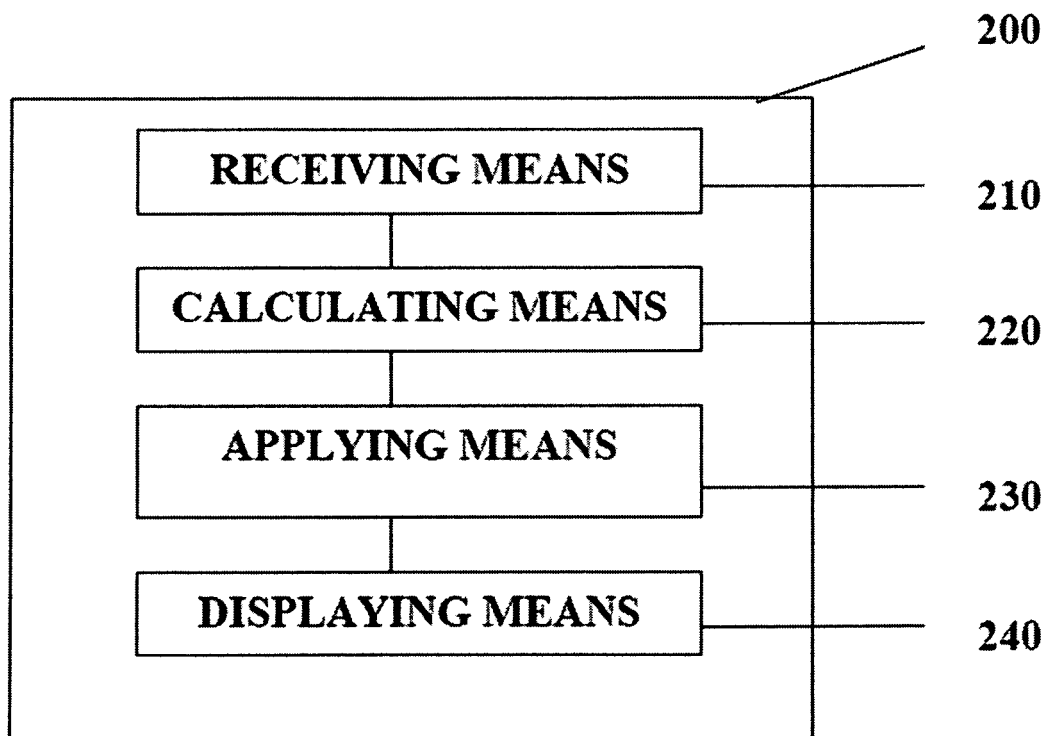 200
RECEIVING MEANS
210
CALCULATING MEANS
220
APPLYING MEANS
230
DISPLAYING MEANS
240